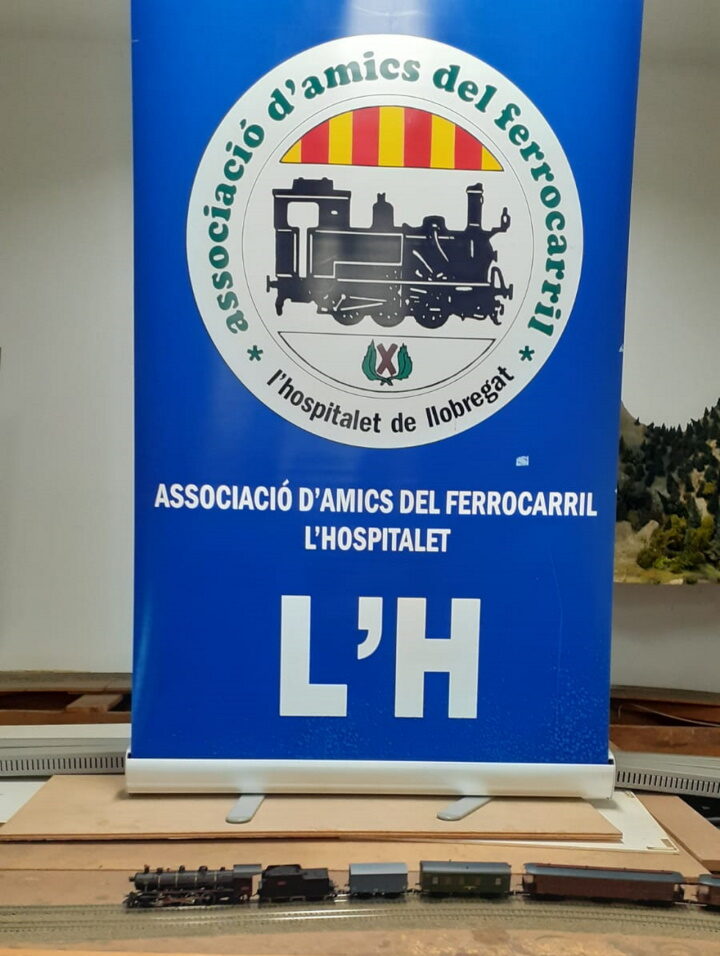 associació d'amics del ferrocarril
* l'hospitalet de llobregat *
ASSOCIACIÓ D'AMICS DEL FERROCARRIL
L'HOSPITALET
L'H